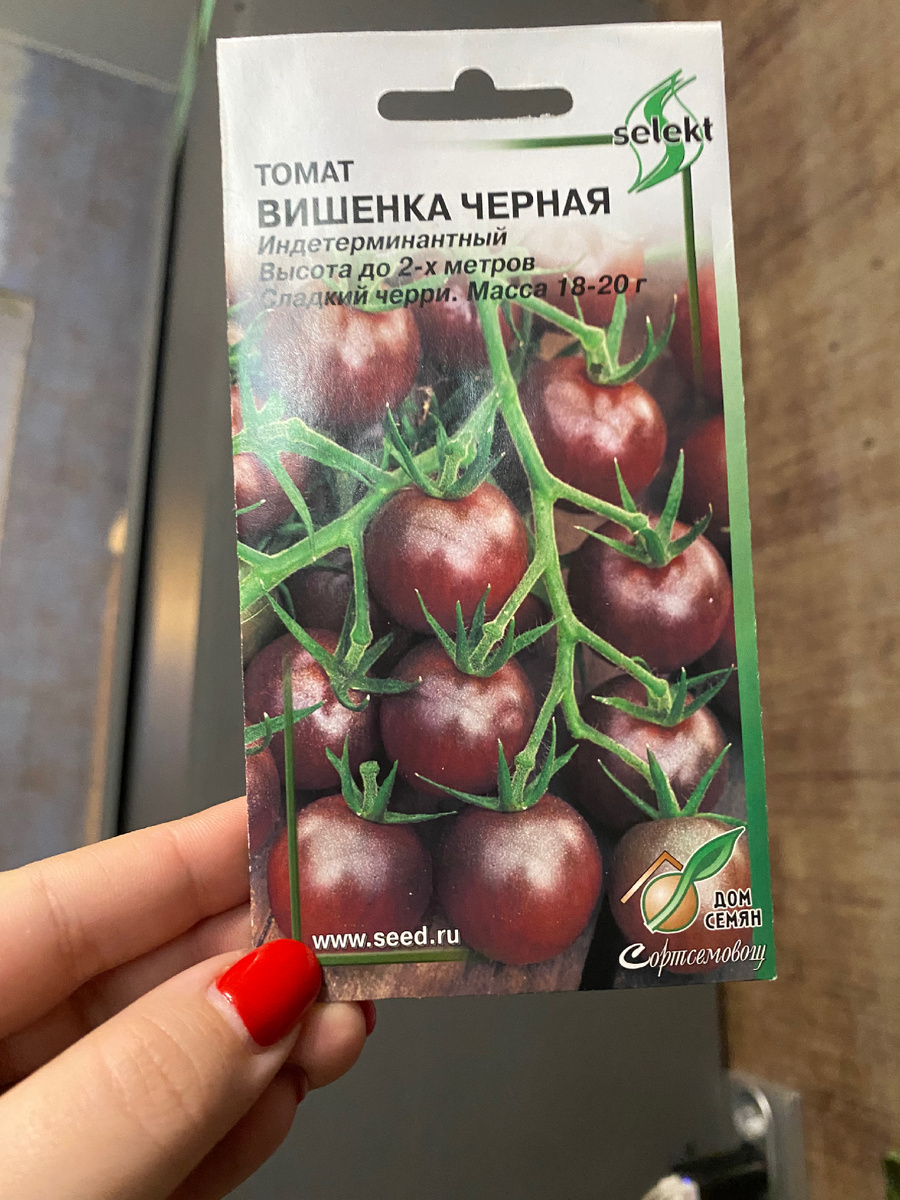 selekt
ТОМАТ
ВИШЕНКА ЧЕРНАЯ
Индетерминантный
Высота до 2-х метров
Сладкий черри. Масса 18-20 г
ДОМ
СЕМЯН
www.seed.ru
Сортсемовощ